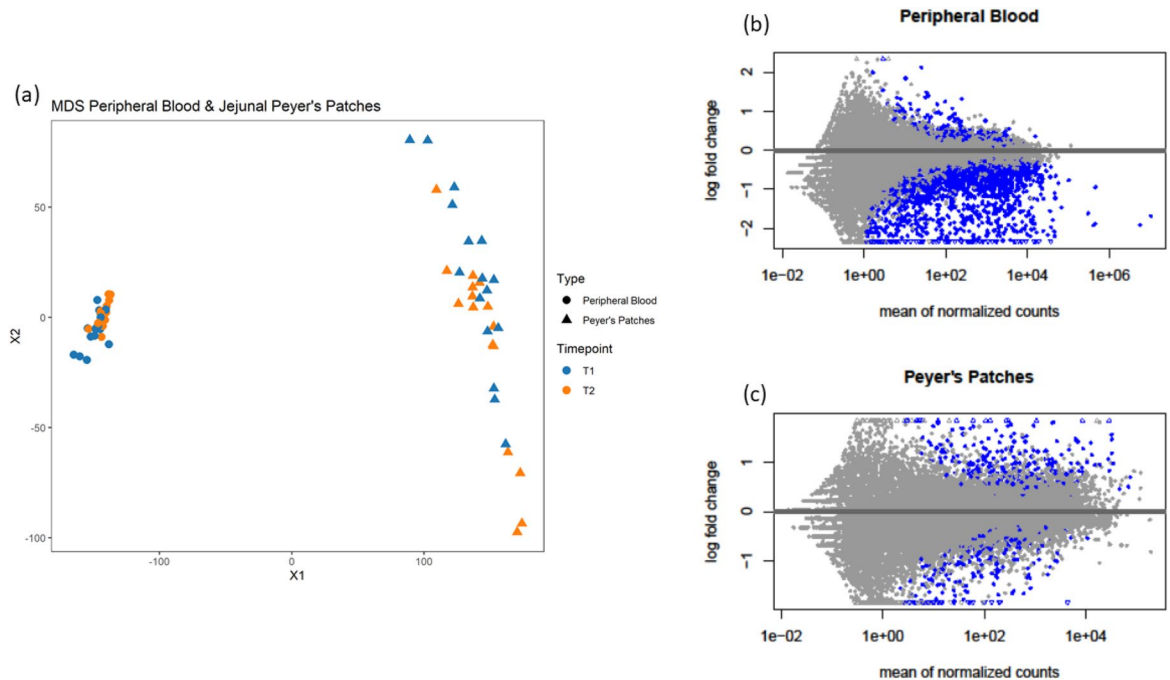 (a)
MDS Peripheral Blood & Jejunal Peyer's Patches
50
0
-50
-100
X2
-100
0
100
X1
Type
Peripheral Blood
Peyer's Patches
Timepoint
T1
T2
(b)
Peripheral Blood
2
1
0
-1
-2
log fold change
1e-02
1e+00
1e+02
1e+04
1e+06
mean of normalized counts
(c)
Peyer's Patches
1
0
-1
log fold change
1e-02
1e+00
1e+02
1e+04
mean of normalized counts